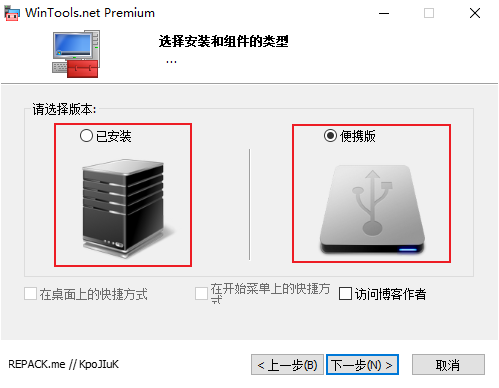 WinTools.net Premium
选择安装和组件的类型
...
请选择版本:
已安装
便携版
在桌面上的快捷方式
在开始菜单上的快捷方式
访问博客作者
REPACK.me // KpoJIuK
< 上一步(B)
下一步(N) >
取消